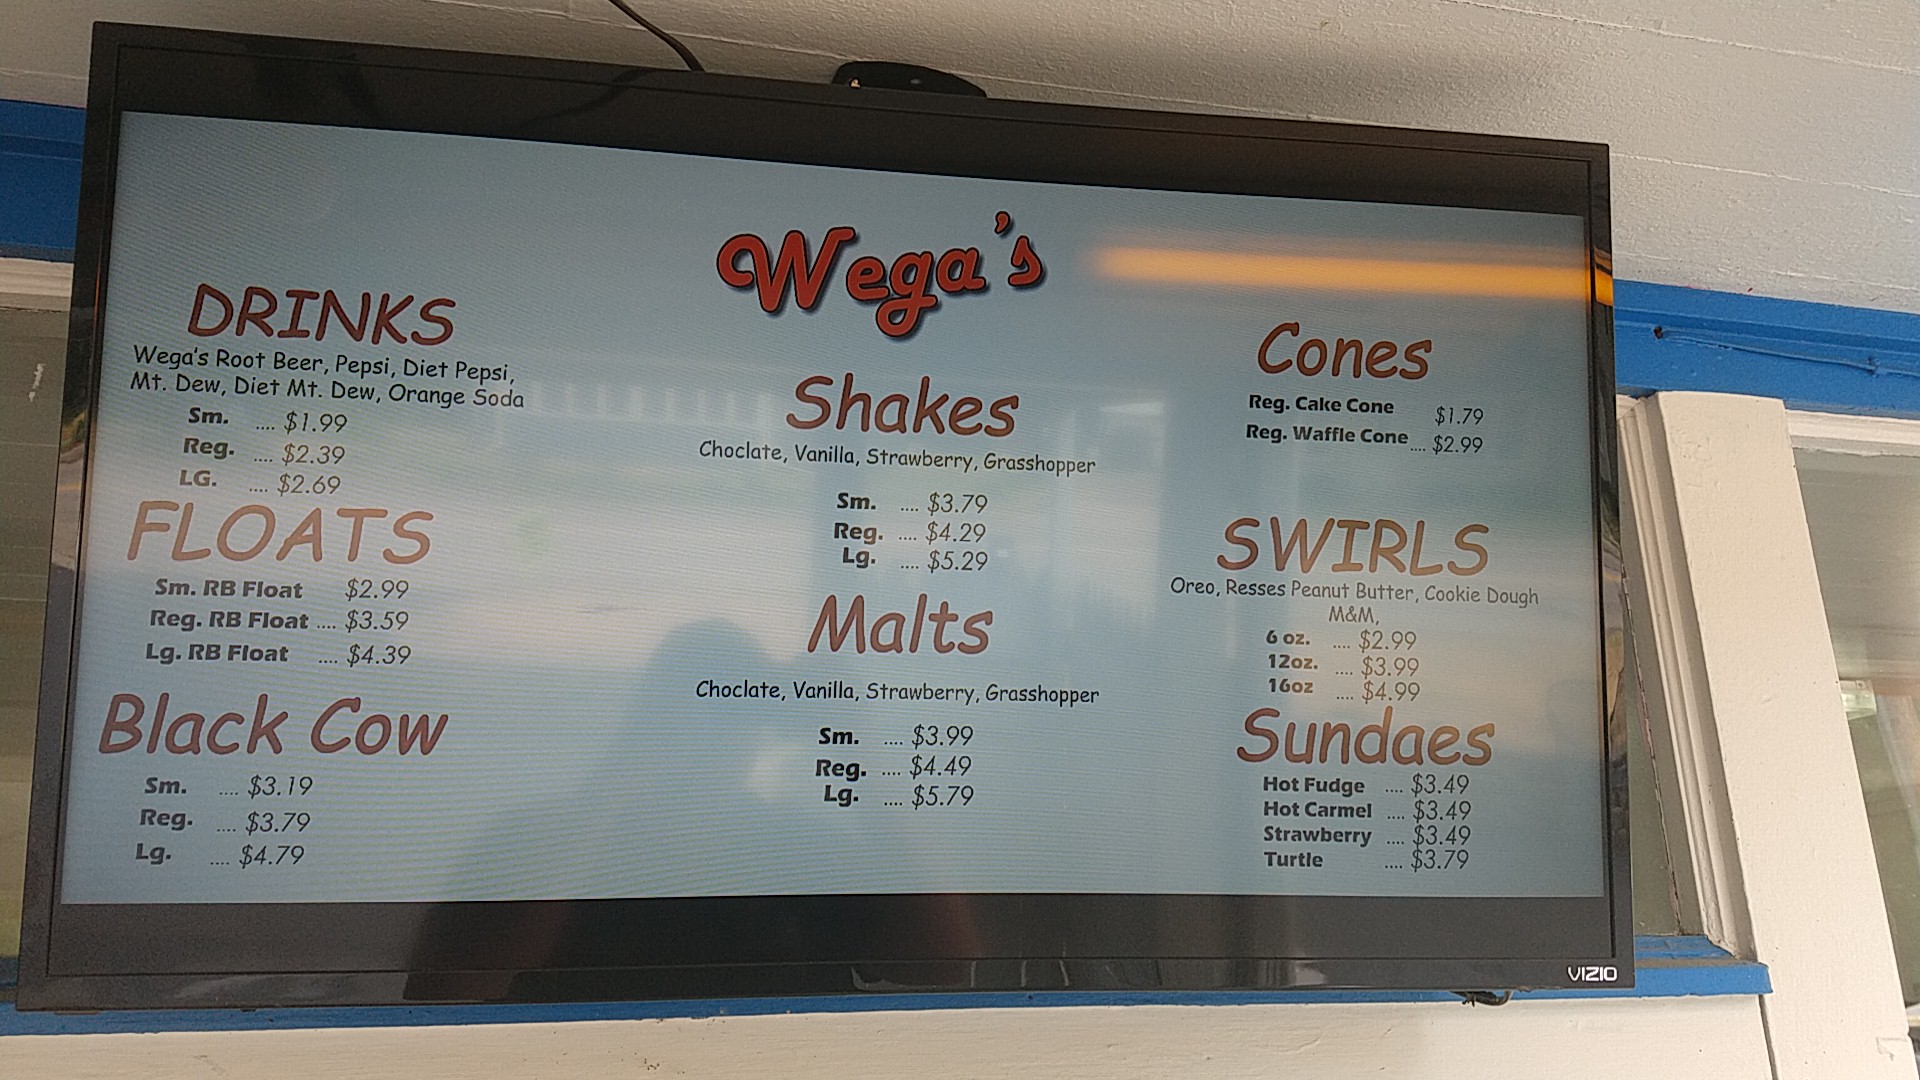 Wega's
DRINKS
Wega's Root Beer, Pepsi, Diet Pepsi,
Mt. Dew, Diet Mt. Dew, Orange Soda
Sm. .... $1.99
Reg. .... $2.39
LG. .... $2.69
FLOATS
Sm. RB Float $2.99
Reg. RB Float .... $3.59
Lg. RB Float .... $4.39
Black Cow
Sm. .... $3.19
Reg. .... $3.79
Lg. .... $4.79
Shakes
Choclate, Vanilla, Strawberry, Grasshopper
Sm. .... $3.79
Reg. .... $4.29
Lg. .... $5.29
Malts
Choclate, Vanilla, Strawberry, Grasshopper
Sm. .... $3.99
Reg. .... $4.49
Lg. .... $5.79
Cones
Reg. Cake Cone $1.79
Reg. Waffle Cone .... $2.99
SWIRLS
Oreo, Resses Peanut Butter, Cookie Dough
M&M,
6 oz. .... $2.99
12oz. .... $3.99
16oz .... $4.99
Sundaes
Hot Fudge .... $3.49
Hot Carmel .... $3.49
Strawberry .... $3.49
Turtle .... $3.79
VIZIO